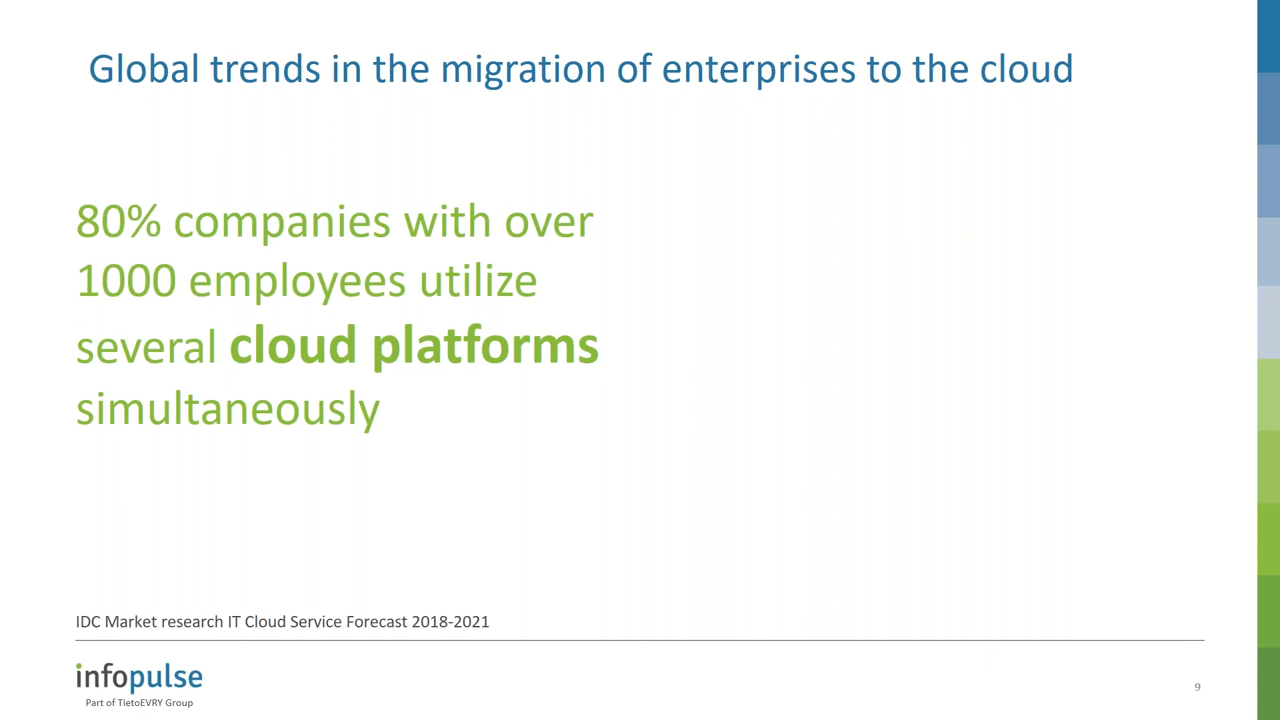 Global trends in the migration of enterprises to the cloud
80% companies with over
1000 employees utilize
several cloud platforms
simultaneously
IDC Market research IT Cloud Service Forecast 2018-2021
infopulse
Part of TietoEVRY Group
9